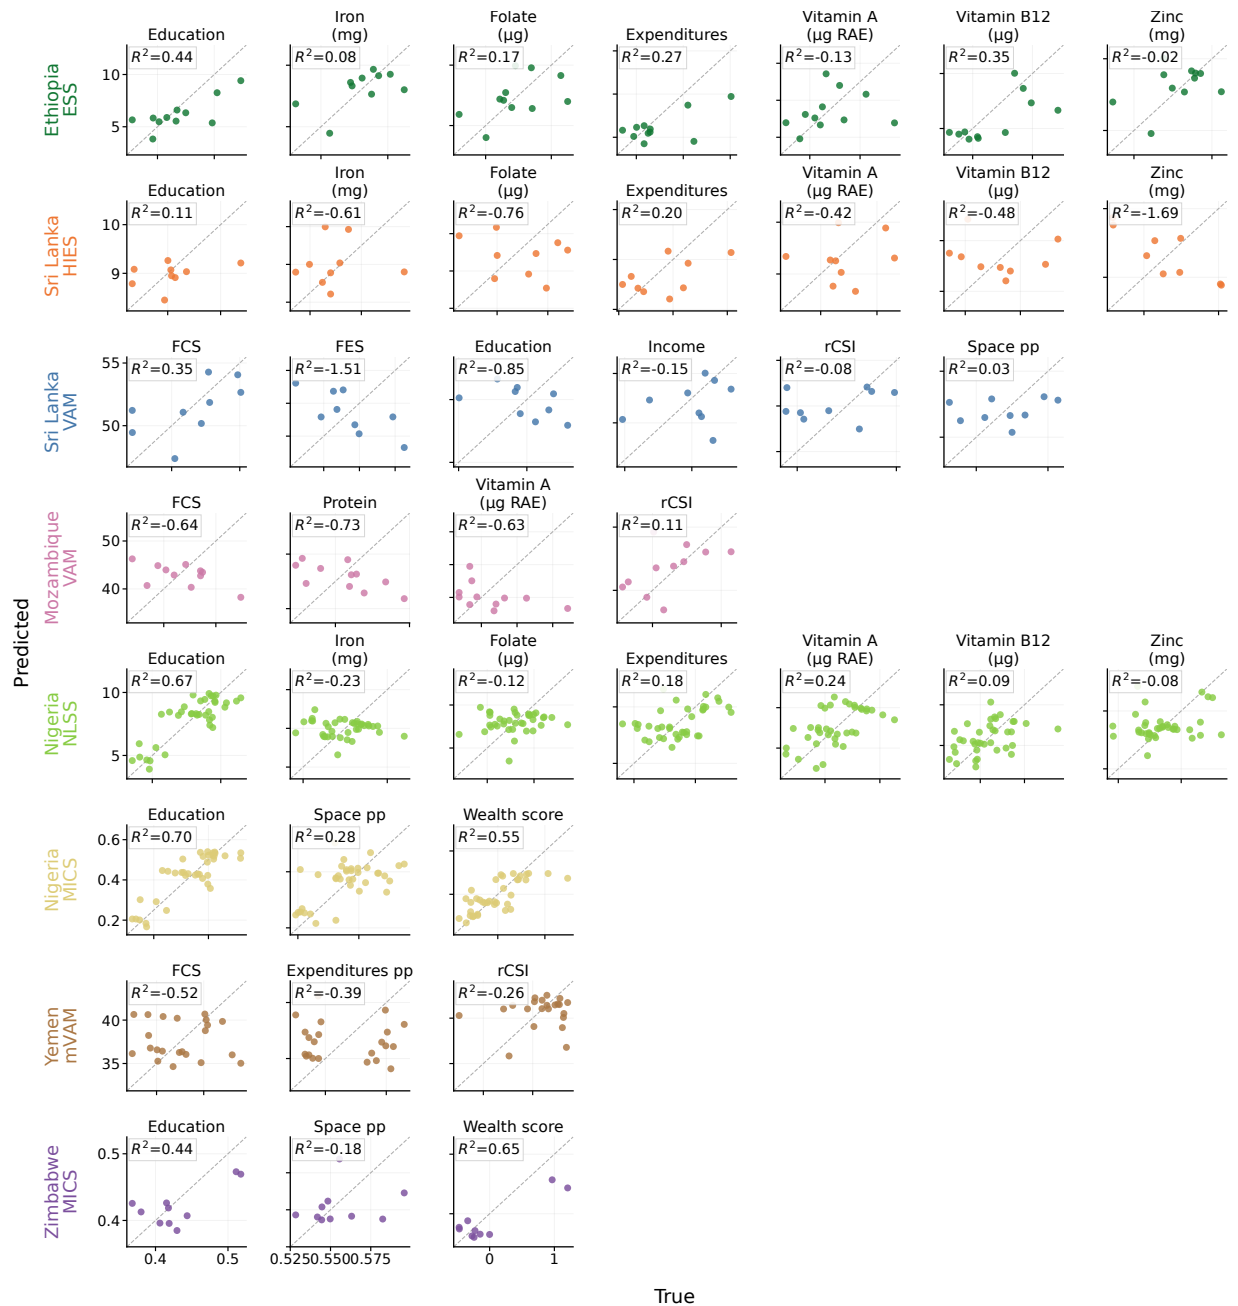 Predicted
Ethiopia
ESS
Education
Iron
(mg)
Folate
(μg)
Expenditures
Vitamin A
(μg RAE)
Vitamin B12
(μg)
Zinc
(mg)
R²=0.44
R²=0.08
R²=0.17
R²=0.27
R²=-0.13
R²=0.35
R²=-0.02
10
5
Sri Lanka
HIES
Education
Iron
(mg)
Folate
(μg)
Expenditures
Vitamin A
(μg RAE)
Vitamin B12
(μg)
Zinc
(mg)
R²=0.11
R²=-0.61
R²=-0.76
R²=0.20
R²=-0.42
R²=-0.48
R²=-1.69
10
9
Sri Lanka
VAM
FCS
FES
Education
Income
rCSI
Space pp
R²=0.35
R²=-1.51
R²=-0.85
R²=-0.15
R²=-0.08
R²=0.03
55
50
Mozambique
VAM
FCS
Protein
Vitamin A
(μg RAE)
rCSI
R²=-0.64
R²=-0.73
R²=-0.63
R²=0.11
50
40
Nigeria
NLSS
Education
Iron
(mg)
Folate
(μg)
Expenditures
Vitamin A
(μg RAE)
Vitamin B12
(μg)
Zinc
(mg)
R²=0.67
R²=-0.23
R²=-0.12
R²=0.18
R²=0.24
R²=0.09
R²=-0.08
10
5
Nigeria
MICS
Education
Space pp
Wealth score
R²=0.70
R²=0.28
R²=0.55
0.6
0.4
0.2
Yemen
mVAM
FCS
Expenditures pp
rCSI
R²=-0.52
R²=-0.39
R²=-0.26
40
35
Zimbabwe
MICS
Education
Space pp
Wealth score
R²=0.44
R²=-0.18
R²=0.65
0.5
0.4
0.4
0.5
0.525
0.550
0.575
0
1
True